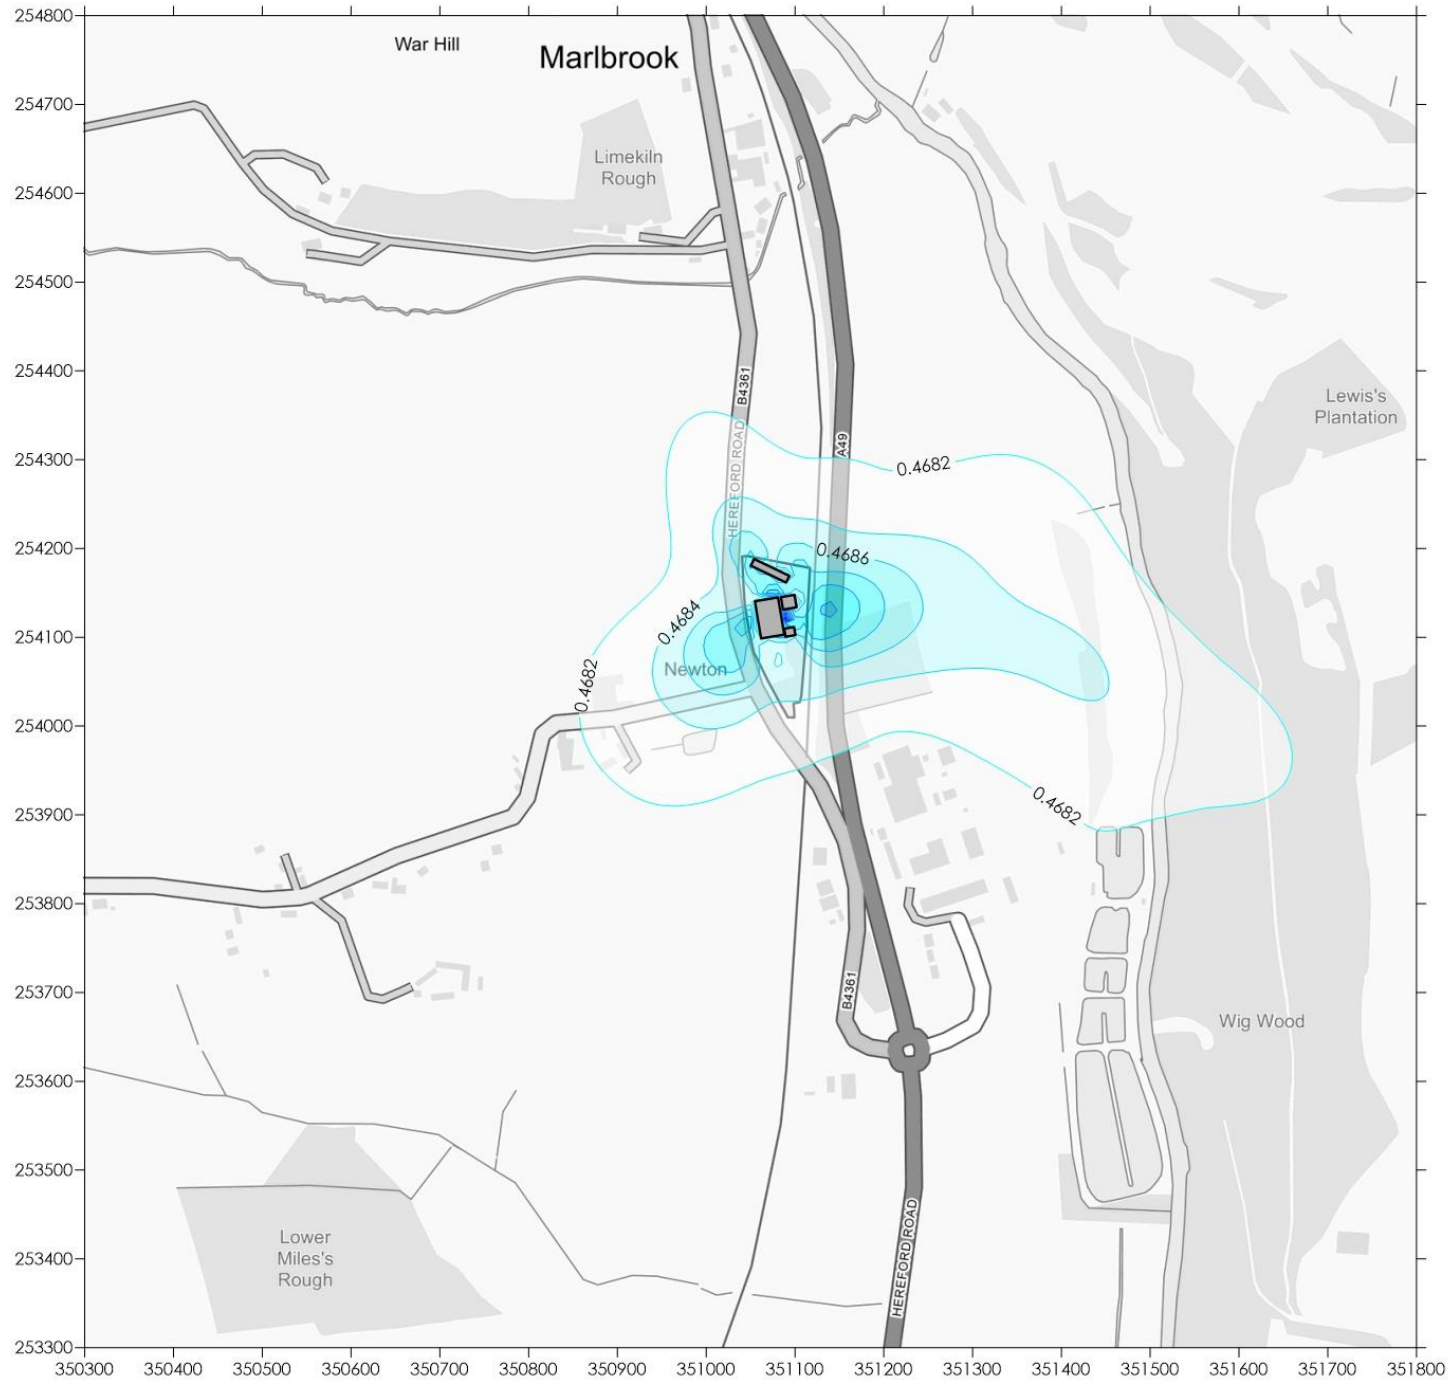 254800
War Hill
Marlbrook
254700
Limekiln
Rough
254600
254500
254400
B4361
Lewis's
Plantation
HEREFORD ROAD
A49
254300
0.4682
254200
0.4686
254100
0.4684
Newton
0.4682
254000
0.4682
253900
253800
253700
B4361
Wig Wood
253600
253500
Lower
Miles's
Rough
253400
HEREFORD ROAD
253300
350300 350400 350500 350600 350700 350800 350900 351000 351100 351200 351300 351400 351500 351600 351700 351800